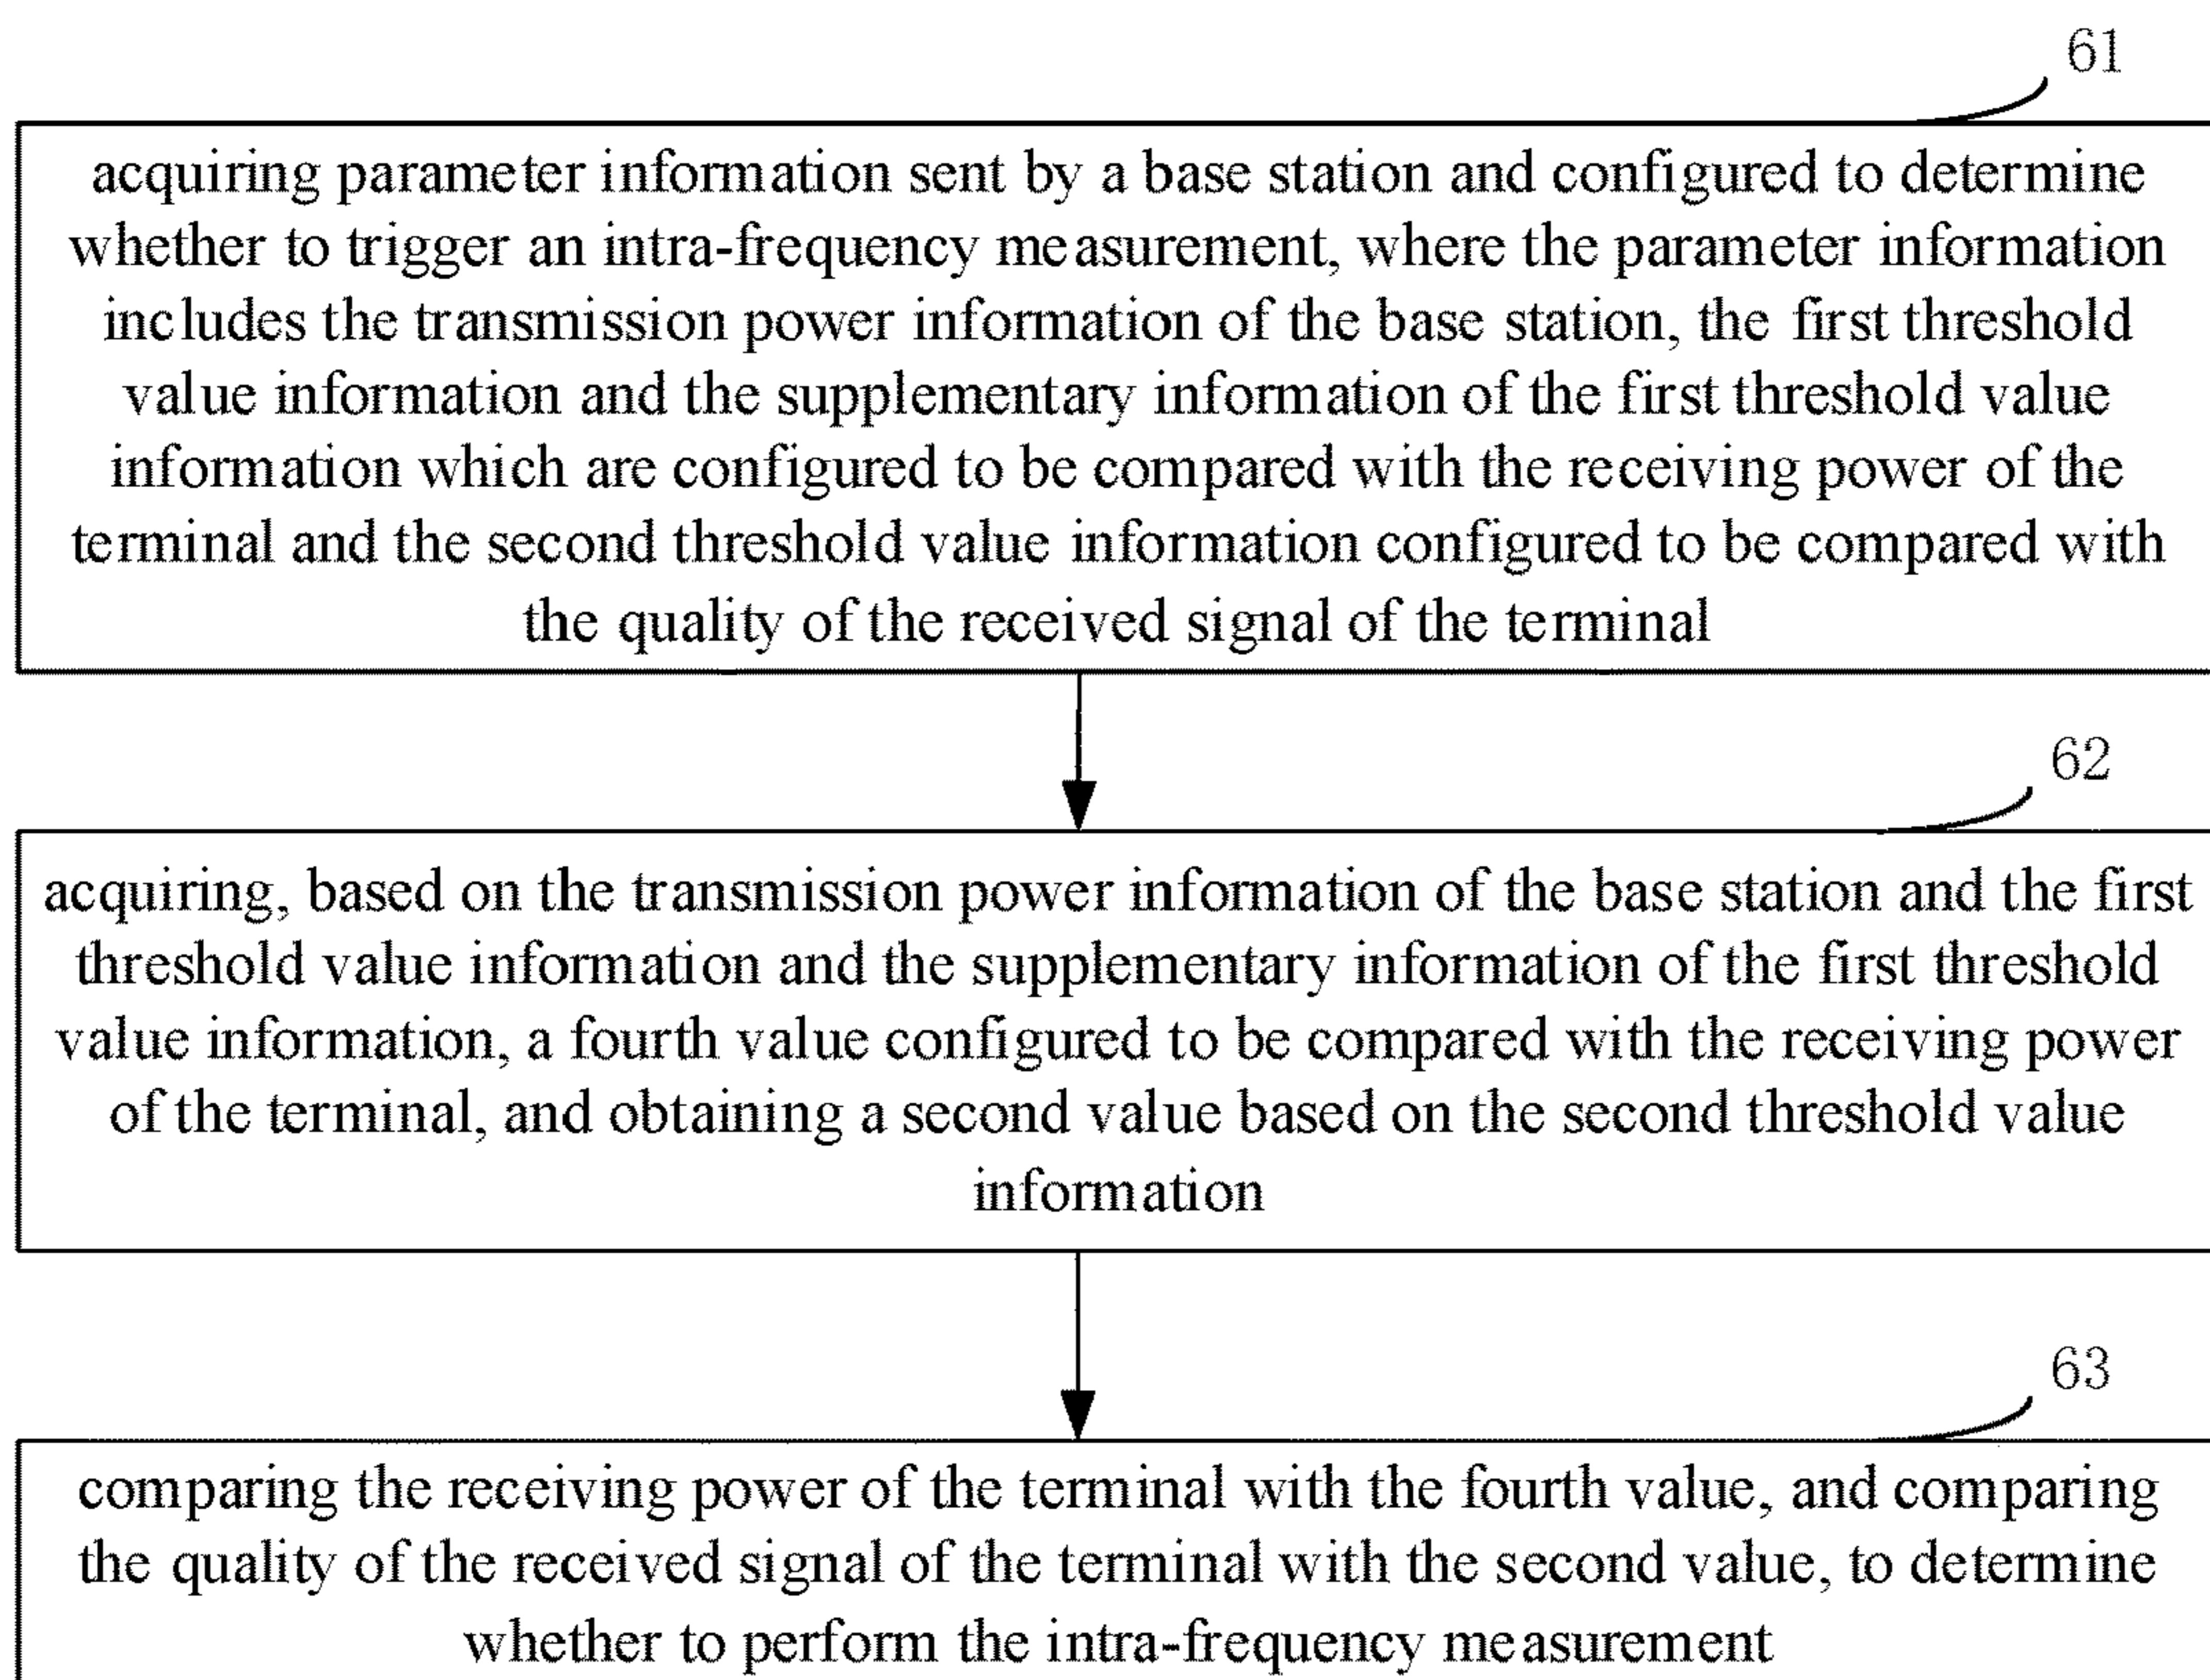 61
acquiring parameter information sent by a base station and configured to determine
whether to trigger an intra-frequency measurement, where the parameter information
includes the transmission power information of the base station, the first threshold
value information and the supplementary information of the first threshold value
information which are configured to be compared with the receiving power of the
terminal and the second threshold value information configured to be compared with
the quality of the received signal of the terminal
62
acquiring, based on the transmission power information of the base station and the first
threshold value information and the supplementary information of the first threshold
value information, a fourth value configured to be compared with the receiving power
of the terminal, and obtaining a second value based on the second threshold value
information
63
comparing the receiving power of the terminal with the fourth value, and comparing
the quality of the received signal of the terminal with the second value, to determine
whether to perform the intra-frequency measurement